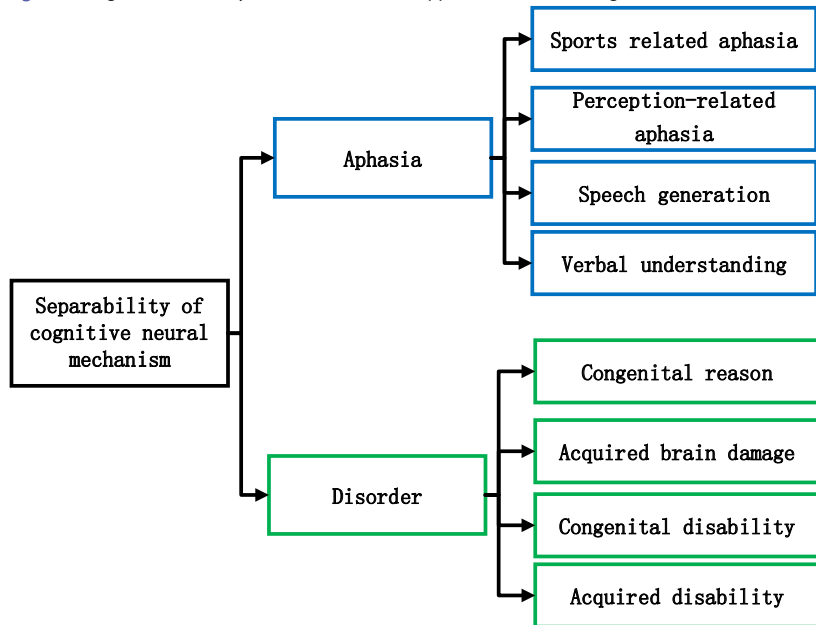 Sports related aphasia
Perception-related
aphasia
Aphasia
Speech generation
Verbal understanding
Separability of
cognitive neural
mechanism
Congenital reason
Acquired brain damage
Disorder
Congenital disability
Acquired disability